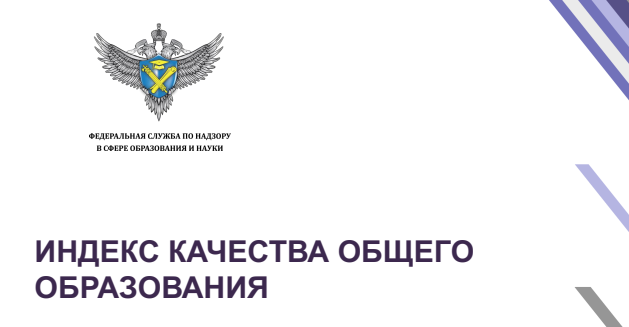 ФЕДЕРАЛЬНАЯ СЛУЖБА ПО НАДЗОРУ
В СФЕРЕ ОБРАЗОВАНИЯ И НАУКИ
ИНДЕКС КАЧЕСТВА ОБЩЕГО
ОБРАЗОВАНИЯ